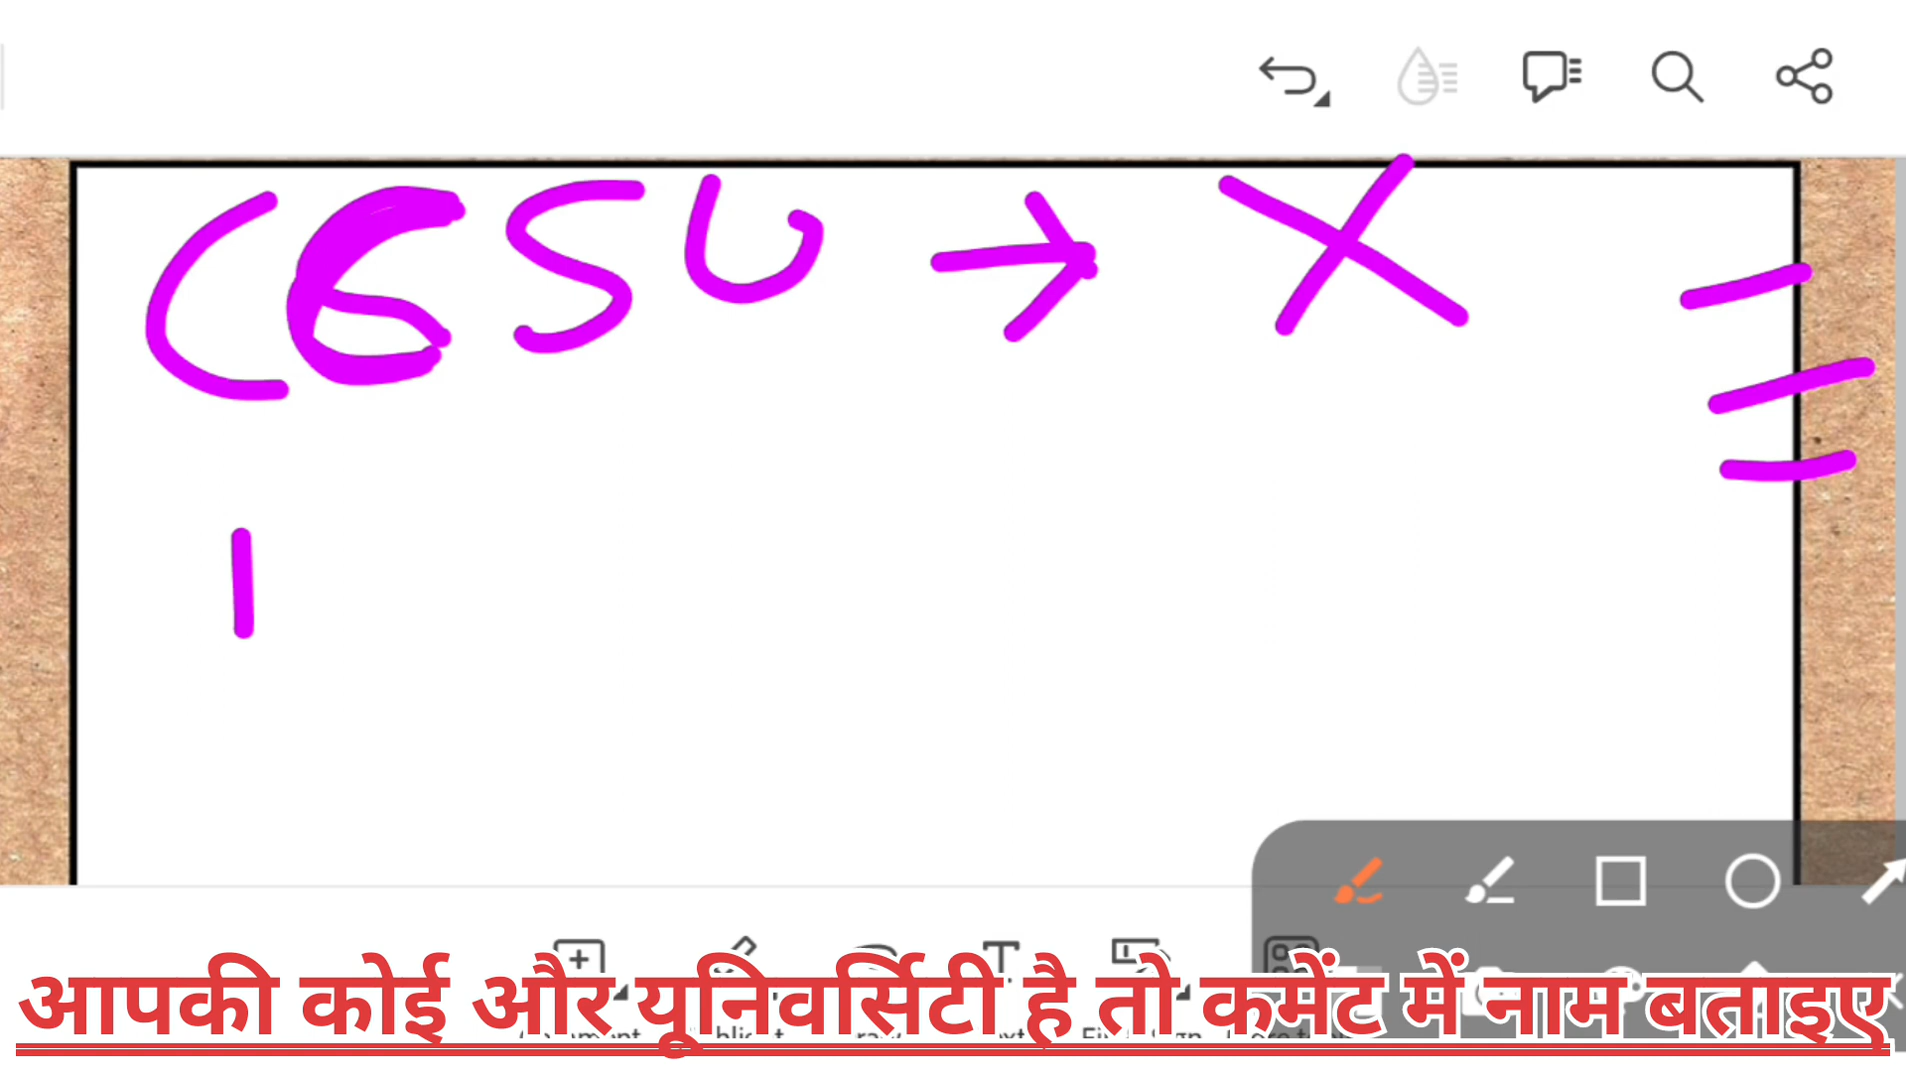 CCSU → X
1
आपकी कोई और यूनिवर्सिटी है तो कमेंट में नाम बताइए